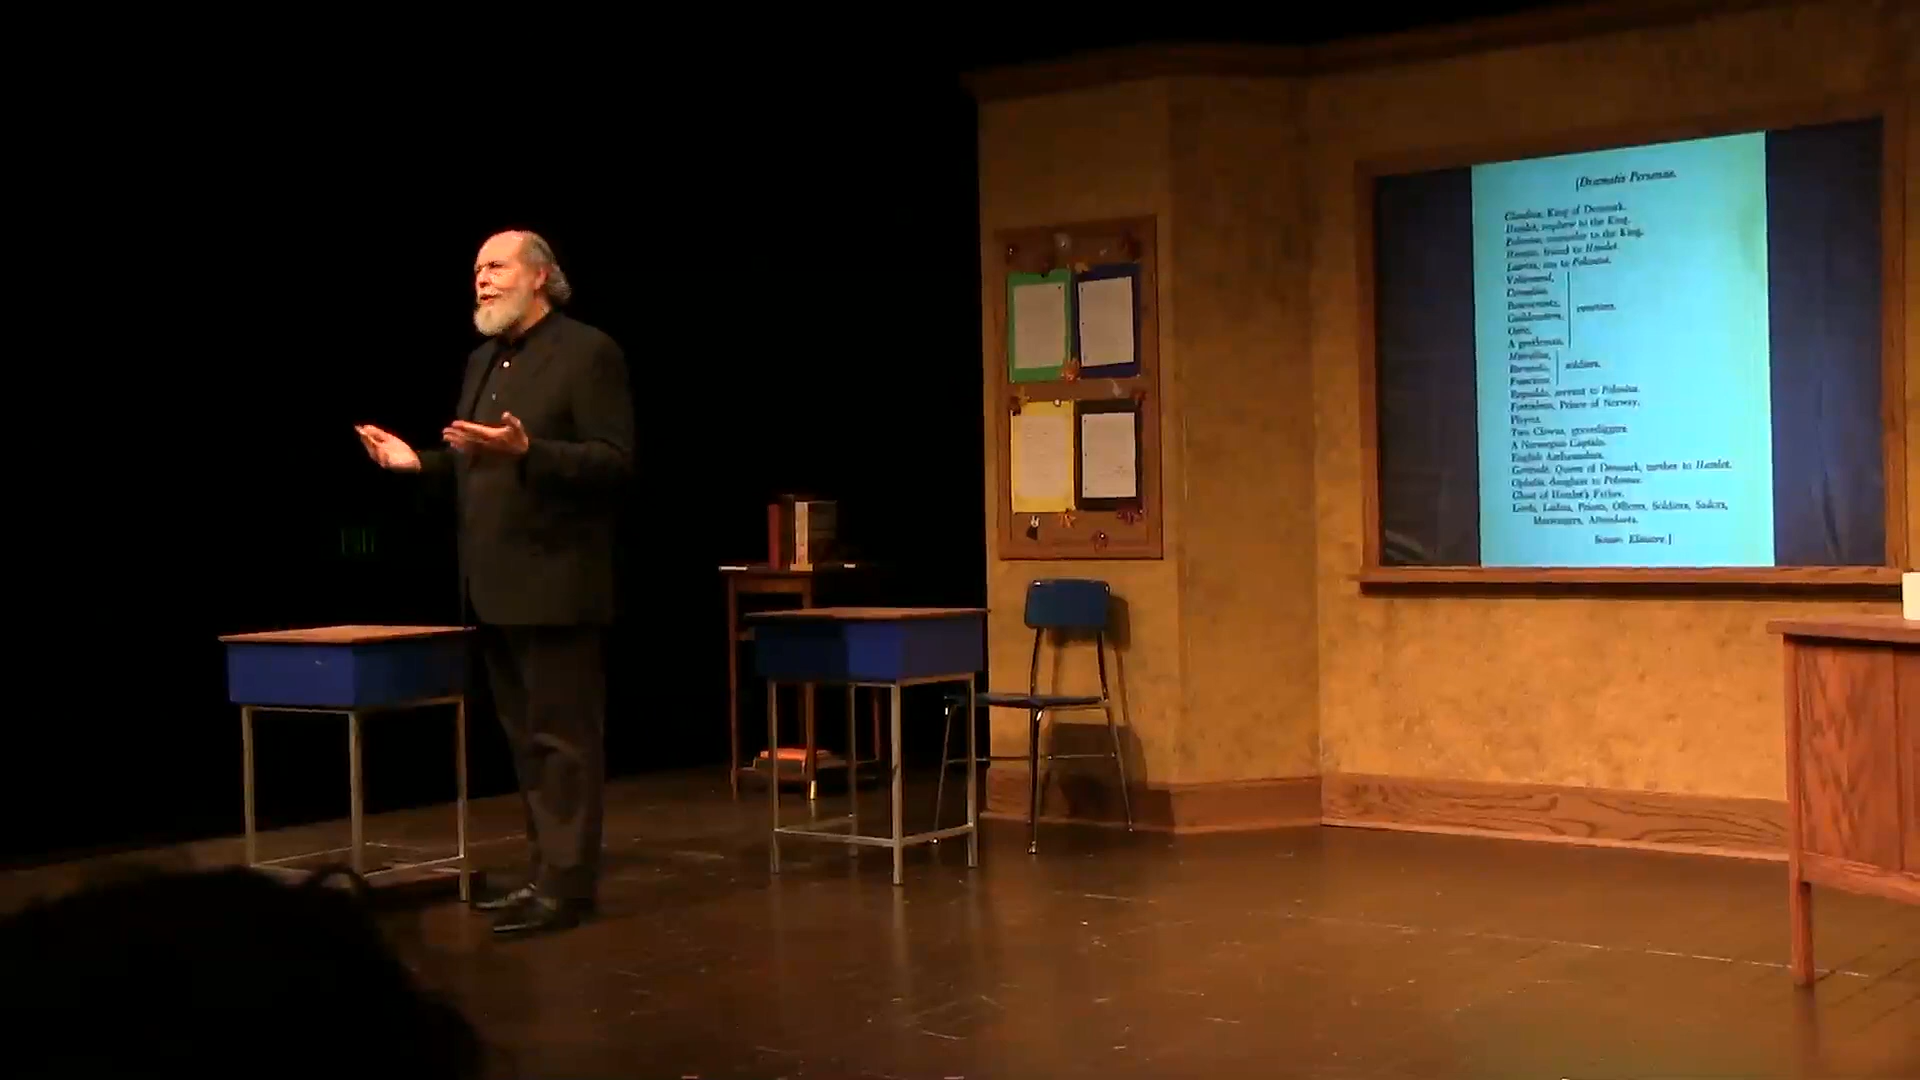 [Dramatis Personae.
Claudius, King of Denmark.
Hamlet, nephew to the King.
Polonius, counselor to the King.
Horatio, friend to Hamlet.
Laertes, son to Polonius.
Voltemand,
Cornelius,
Rosencrantz,
Guildenstern,
Osric,
A gentleman,
courtiers.
Marcellus,
Barnardo,
Francisco,
soldiers.
Reynaldo, servant to Polonius.
Fortinbras, Prince of Norway.
Players.
Two Clowns, gravediggers.
A Norwegian Captain.
English Ambassadors.
Gertrude, Queen of Denmark, mother to Hamlet.
Ophelia, daughter to Polonius.
Ghost of Hamlet's Father.
Lords, Ladies, Priests, Officers, Soldiers, Sailors,
Messengers, Attendants.
Scene: Elsinore.]